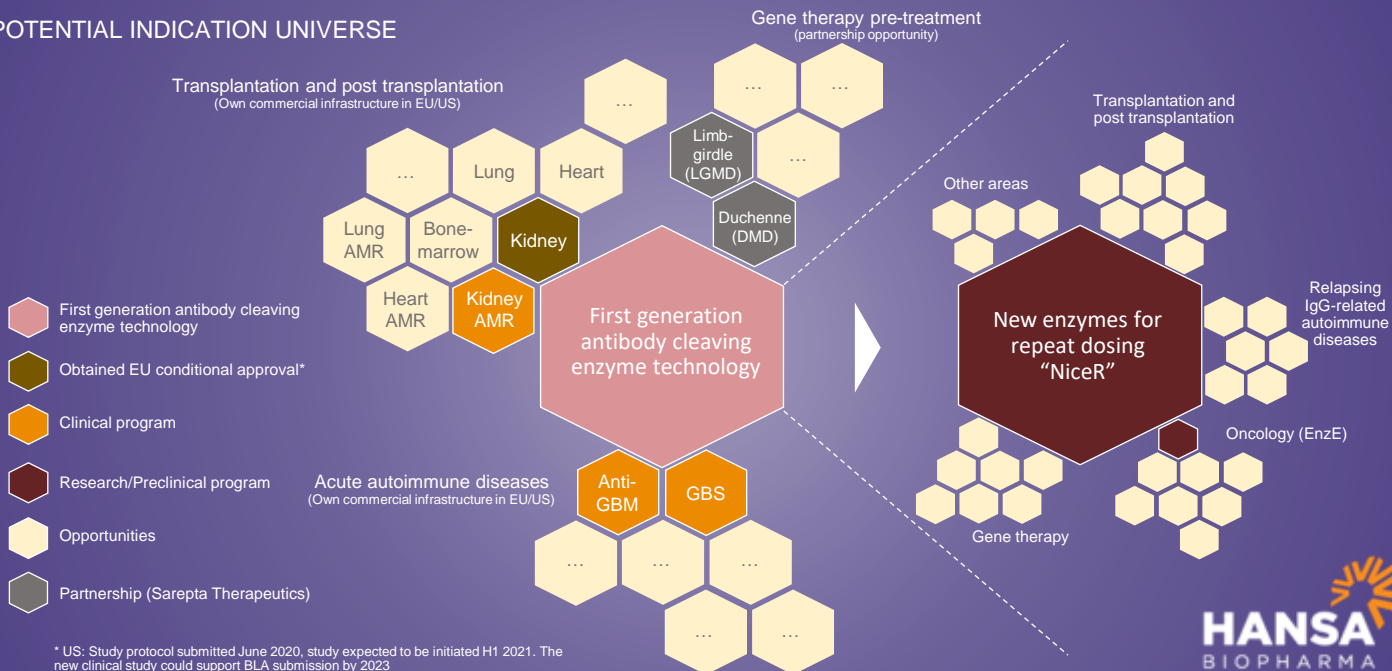 POTENTIAL INDICATION UNIVERSE
Gene therapy pre-treatment
(partnership opportunity)
Transplantation and post transplantation
(Own commercial infrastructure in EU/US)
…
…
…
…
Lung
Heart
Limb-
girdle
(LGMD)
…
Lung
AMR
Bone-
marrow
Kidney
Duchenne
(DMD)
Heart
AMR
Kidney
AMR
First generation
antibody cleaving
enzyme technology
Acute autoimmune diseases
(Own commercial infrastructure in EU/US)
Anti-
GBM
GBS
…
…
…
…
…
Transplantation and
post transplantation
Other areas
New enzymes for
repeat dosing
“NiceR”
Relapsing
IgG-related
autoimmune
diseases
Oncology (EnzE)
Gene therapy
First generation antibody cleaving
enzyme technology
Obtained EU conditional approval*
Clinical program
Research/Preclinical program
Opportunities
Partnership (Sarepta Therapeutics)
* US: Study protocol submitted June 2020, study expected to be initiated H1 2021. The
new clinical study could support BLA submission by 2023
HANSA
BIOPHARMA